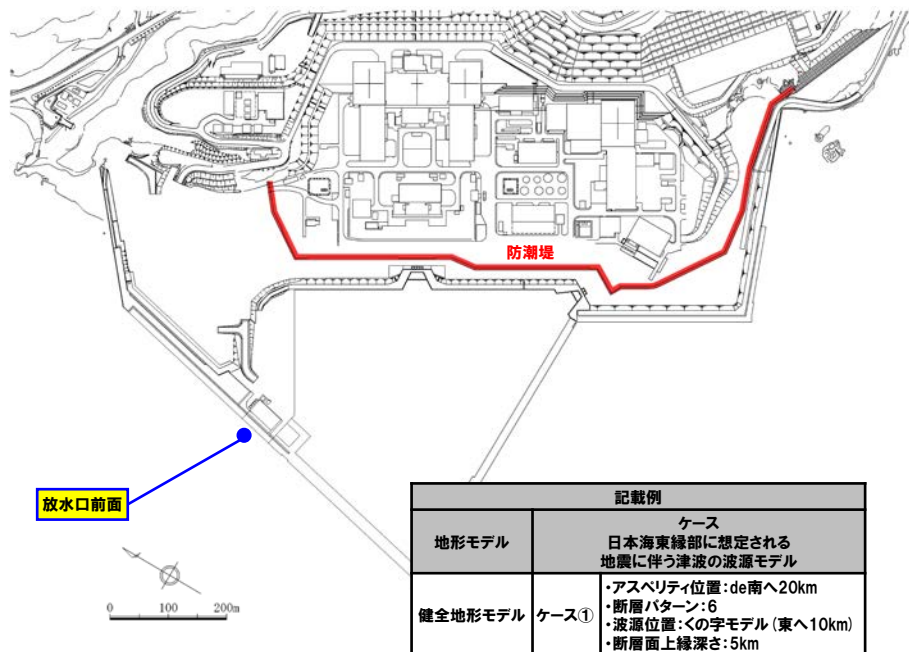 防潮堤
放水口前面
0 100 200m
記載例
地形モデル
ケース
日本海東縁部に想定される
地震に伴う津波の波源モデル
健全地形モデル
ケース①
・アスペリティ位置:de南へ20km
・断層パターン:6
・波源位置:くの字モデル(東へ10km)
・断層面上縁深さ:5km